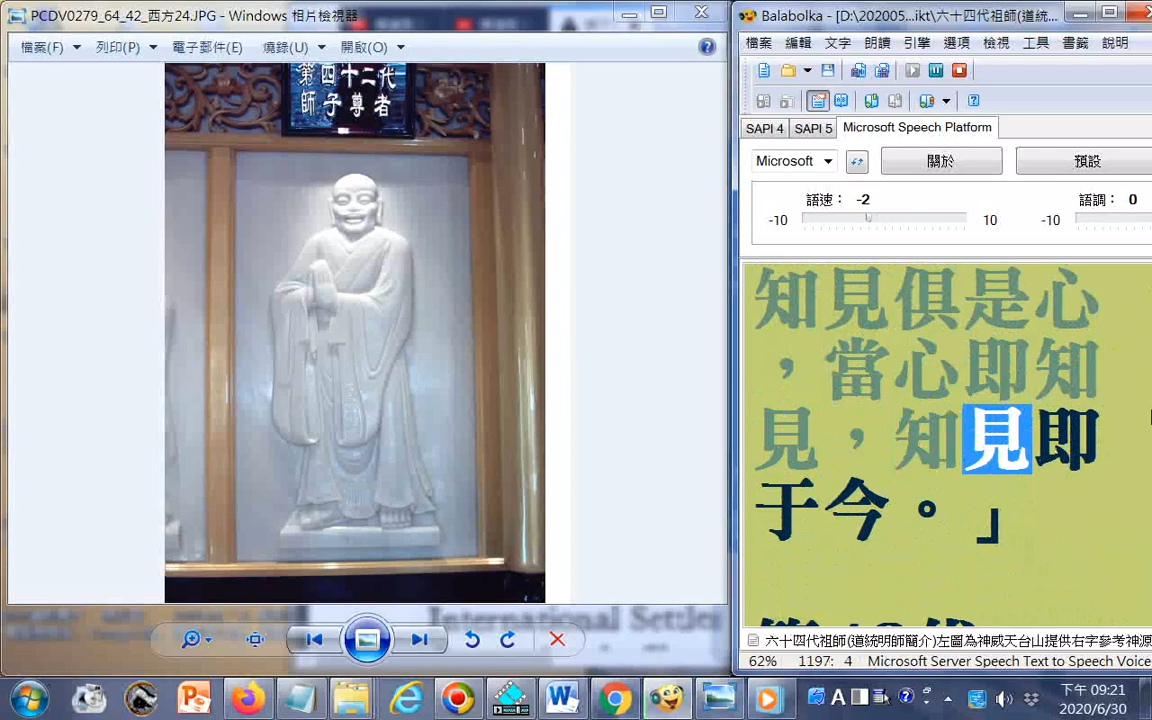 PCDV0279_64_42_西方24.JPG - Windows 相片檢視器
檔案(F) 列印(P) 電子郵件(E) 燒錄(U) 開啟(O)
第四十二代
師子尊者
International Settle
Balabolka - [D:\202005...ikt\六十四代祖師(道統...
檔案 編輯 文字 朗讀 引擎 選項 檢視 工具 書籤 說明
SAPI 4 SAPI 5 Microsoft Speech Platform
Microsoft 關於 預設
語速： -2 語調： 0
-10 10 -10
知見俱是心
，當心即知
見，知見即
于今。」
六十四代祖師(道統明師簡介)左圖為神威天台山提供右字參考神源
62% 1197: 4 Microsoft Server Speech Text to Speech Voice
下午 09:21
2020/6/30